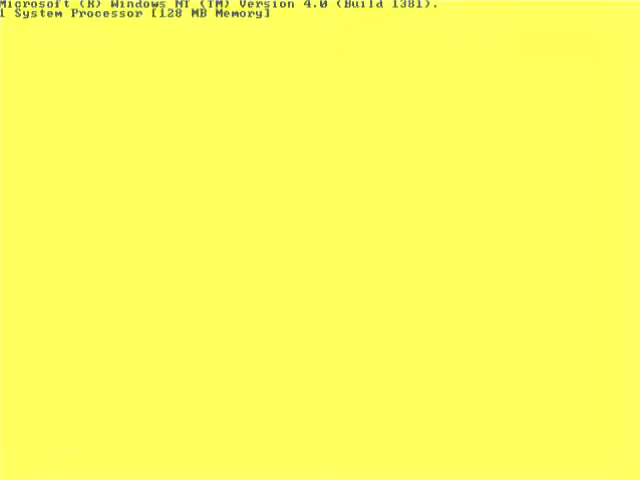 Microsoft (R) Windows NT (TM) Version 4.0 (Build 1381).
1 System Processor [128 MB Memory]